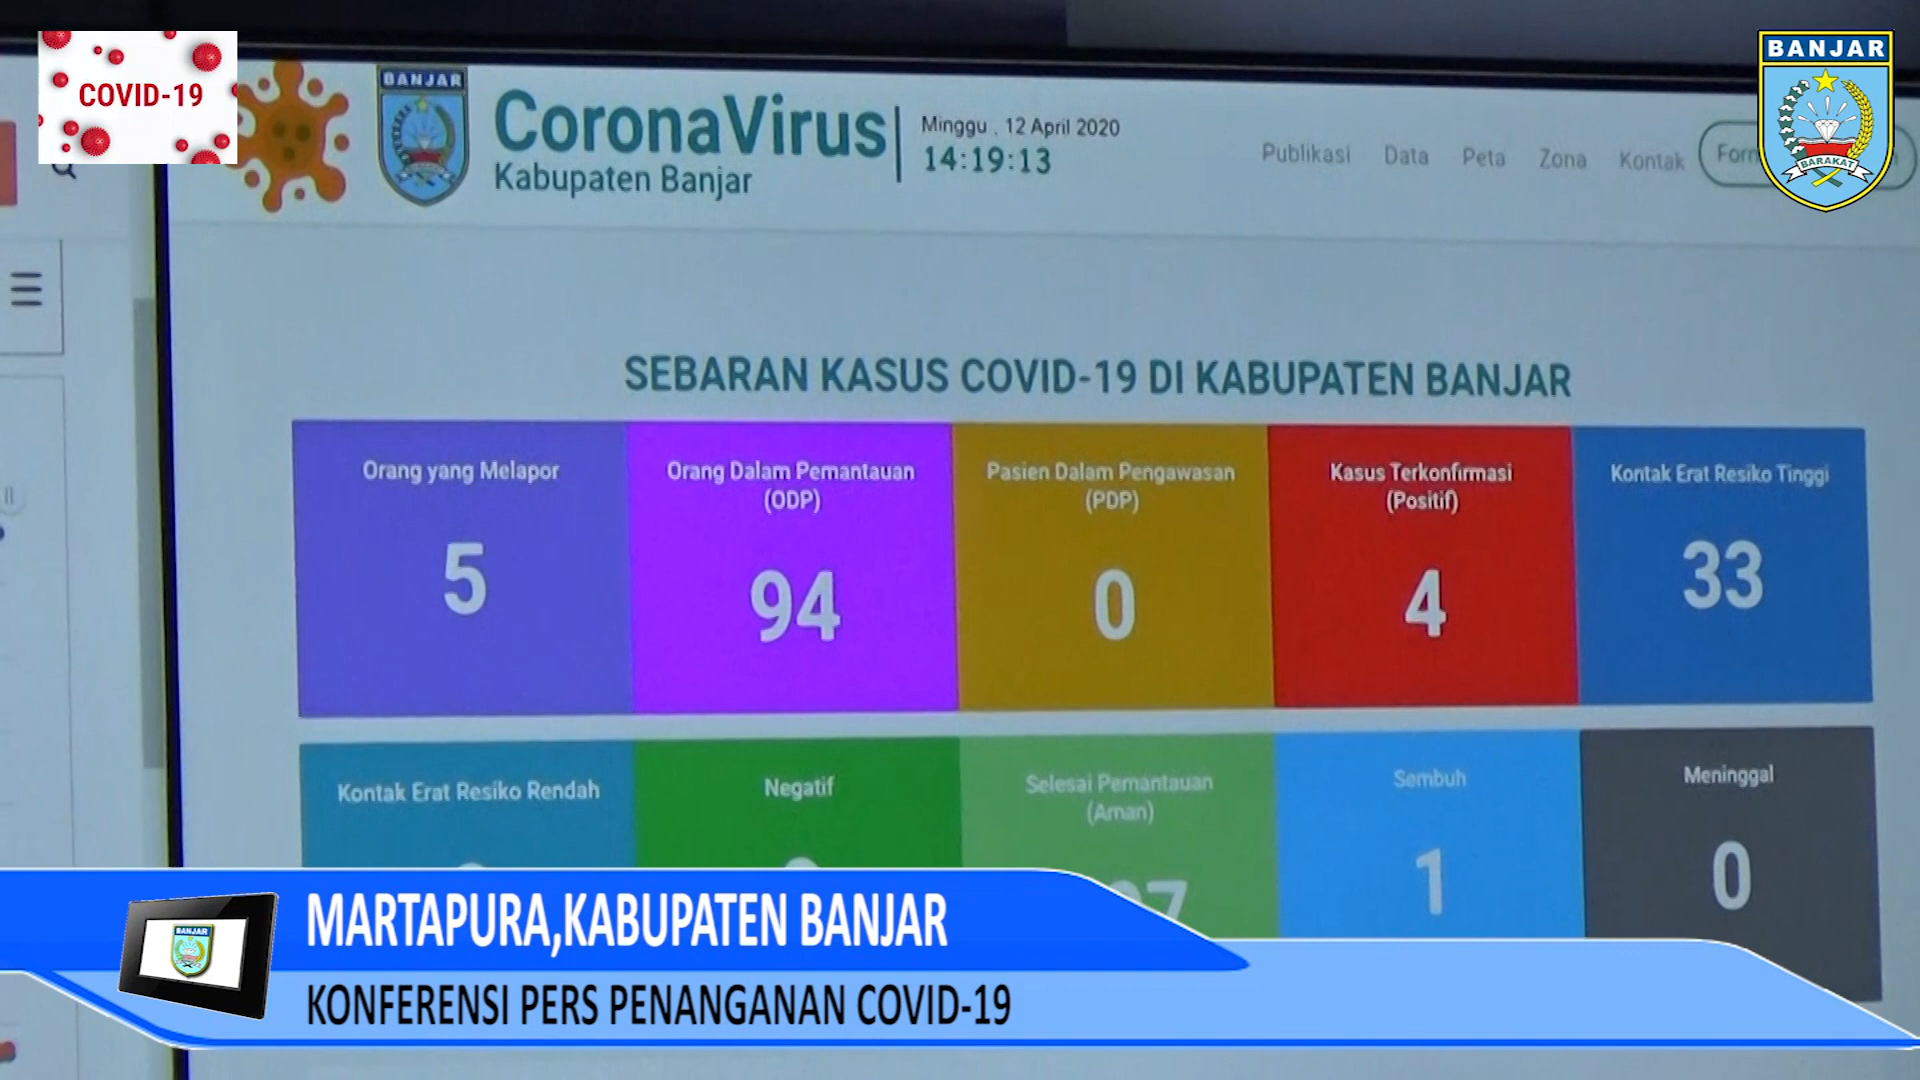 COVID-19
BANJAR
CoronaVirus
Kabupaten Banjar
Minggu , 12 April 2020
14:19:13
Publikasi
Data
Peta
Zona
Kontak
BANJAR
BARAKAT
SEBARAN KASUS COVID-19 DI KABUPATEN BANJAR
Orang yang Melapor
5
Orang Dalam Pemantauan
(ODP)
94
Pasien Dalam Pengawasan
(PDP)
0
Kasus Terkonfirmasi
(Positif)
4
Kontak Erat Resiko Tinggi
33
Kontak Erat Resiko Rendah
Negatif
Selesai Pemantauan
(Aman)
Sembuh
1
Meninggal
0
MARTAPURA,KABUPATEN BANJAR
BANJAR
KONFERENSI PERS PENANGANAN COVID-19